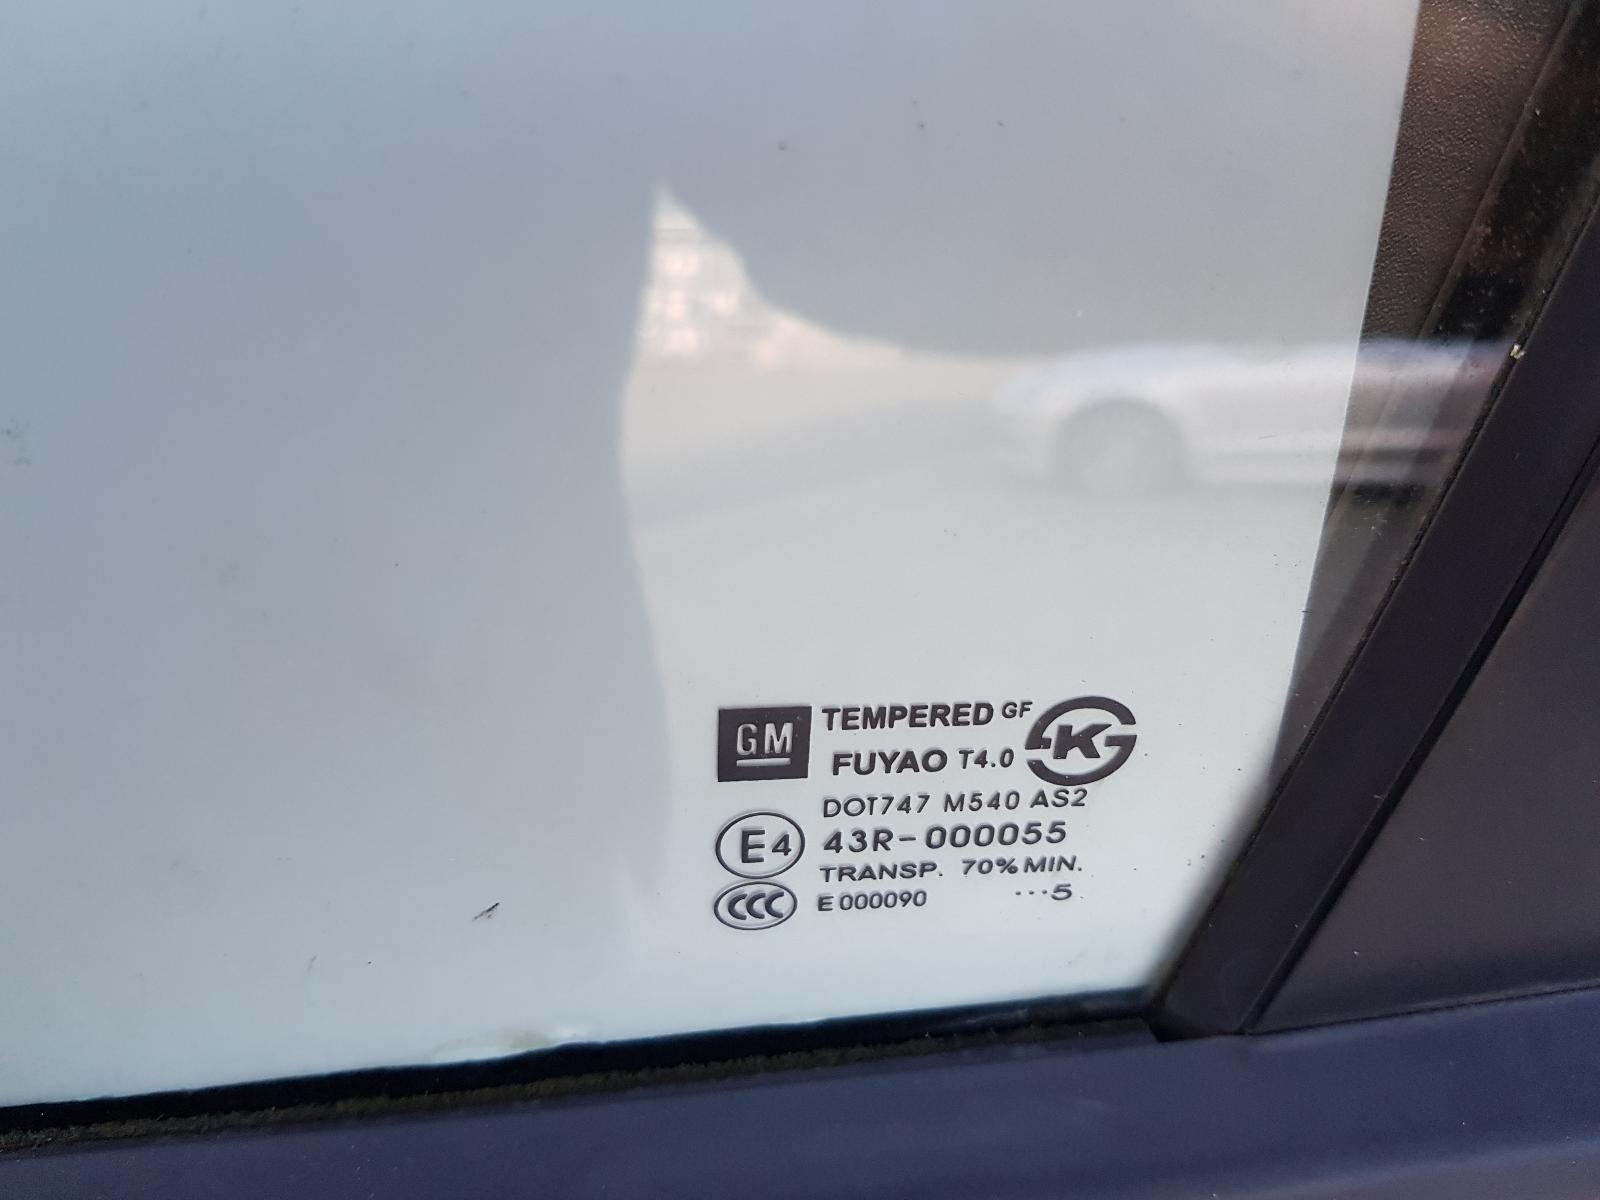 GM TEMPERED GF
FUYAO T4.0 K
DOT747 M540 AS2
E4 43R-000055
TRANSP. 70% MIN.
CCC E000090 ···5